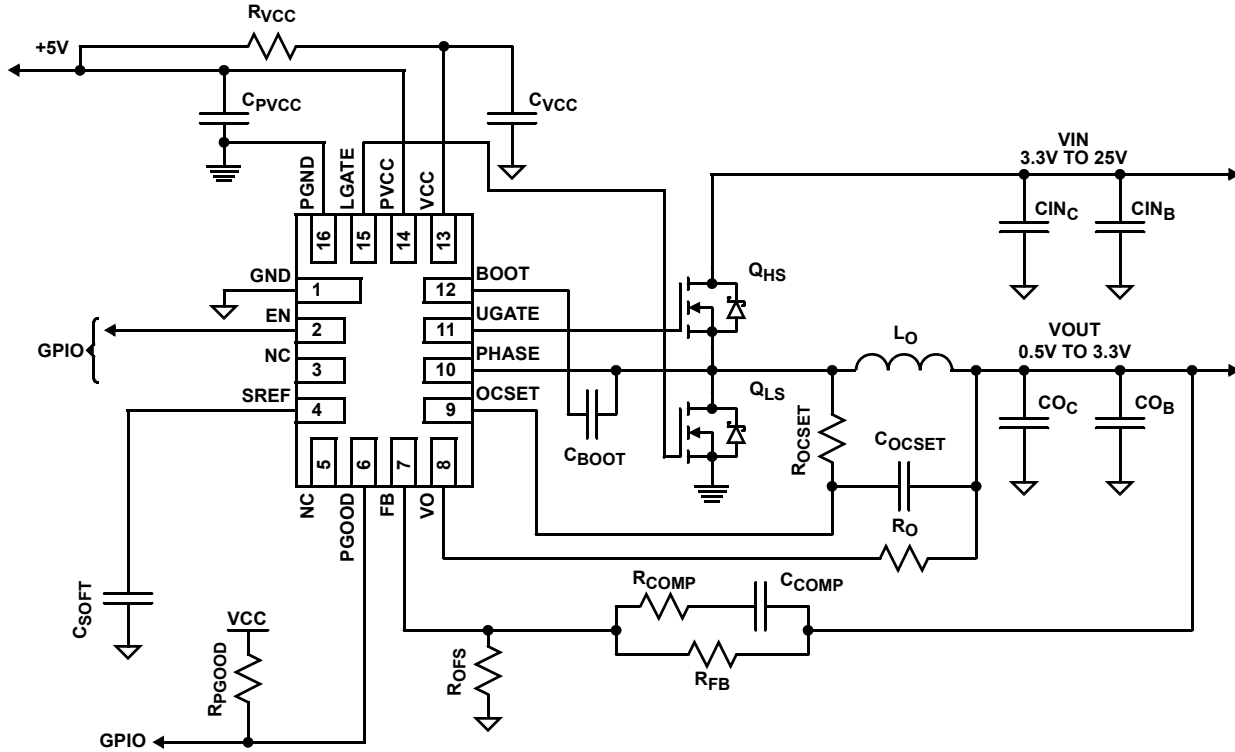 RVCC
+5V
CPVCC
CVCC
PGND
LGATE
PVCC
VCC
16
15
14
13
VIN
3.3V TO 25V
CINC
CINB
GND
1
12
BOOT
QHS
EN
2
11
UGATE
GPIO
NC
3
10
PHASE
LO
VOUT
0.5V TO 3.3V
SREF
4
9
OCSET
QLS
CBOOT
ROCSET
COCSET
COC
COB
5
6
7
8
NC
PGOOD
FB
VO
RO
CSOFT
RCOMP
CCOMP
VCC
RPGOOD
ROFS
RFB
GPIO